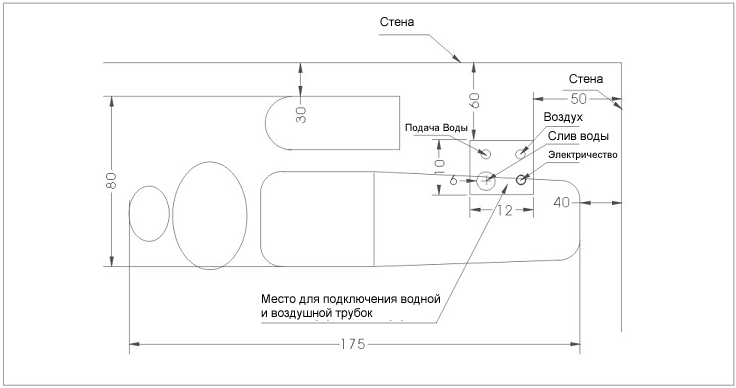 Стена
Стена
60
50
30
Воздух
Подача Воды
Слив воды
10
Электричество
80
6
12
40
Место для подключения водной
и воздушной трубок
175